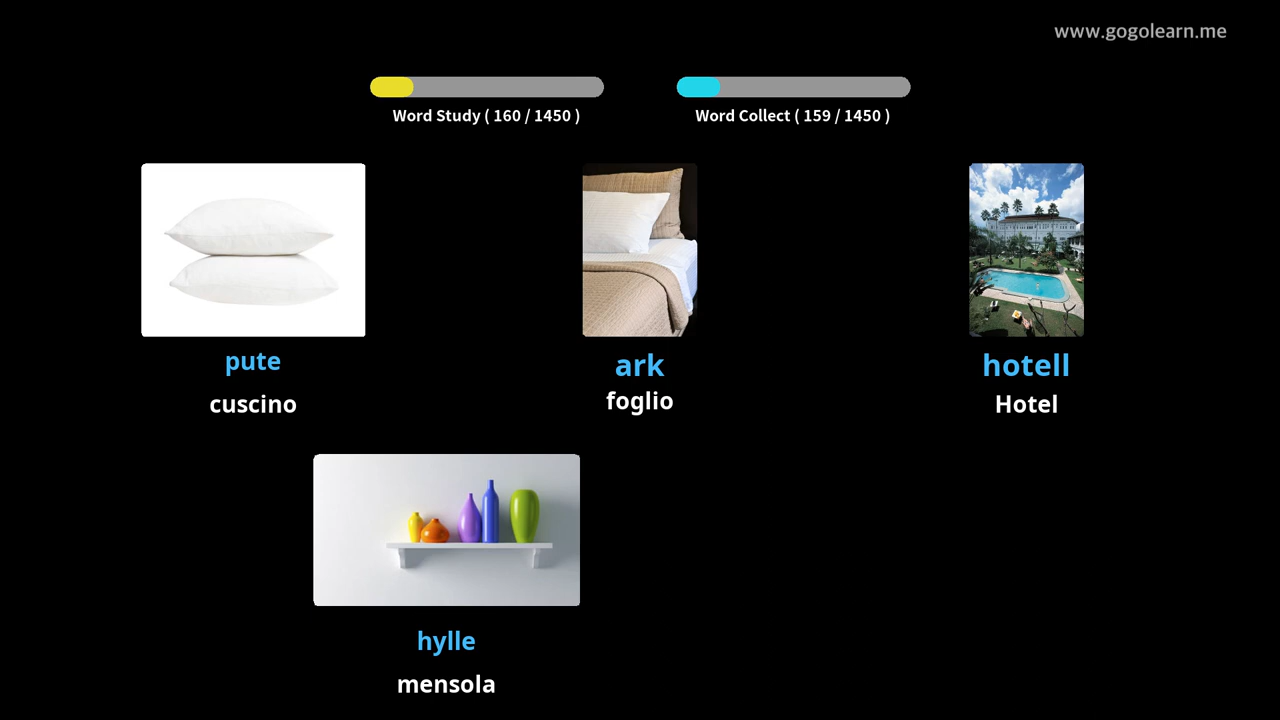 www.gogolearn.me
Word Study ( 160 / 1450 )
Word Collect ( 159 / 1450 )
pute
cuscino
ark
foglio
hotell
Hotel
hylle
mensola